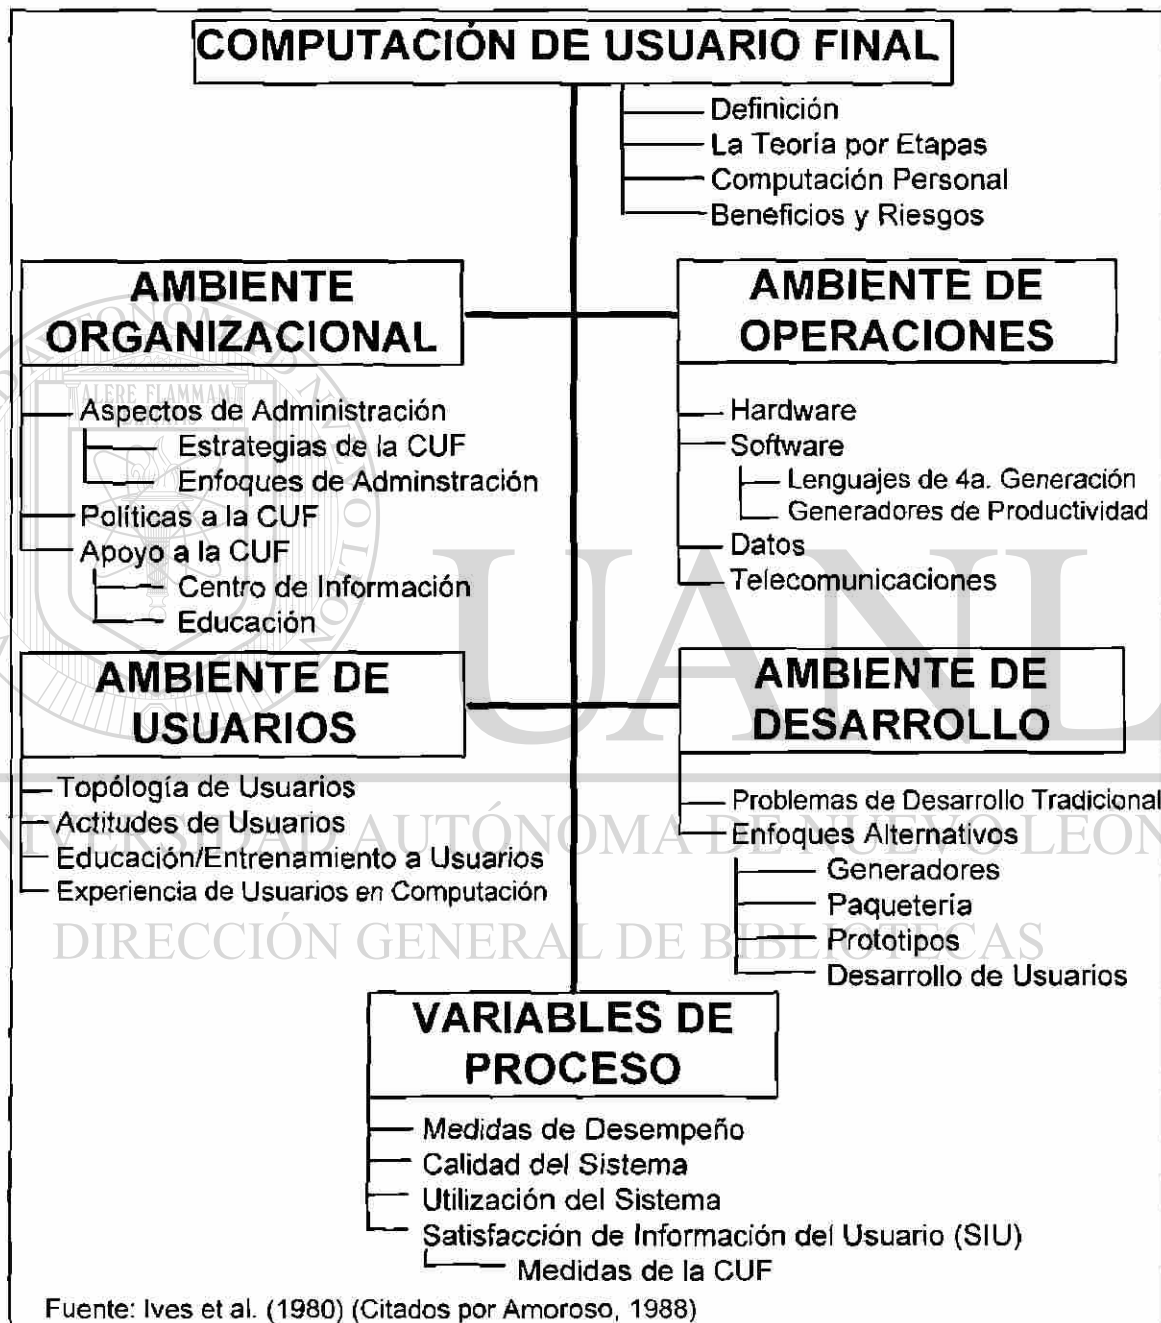 COMPUTACIÓN DE USUARIO FINAL
Definición
La Teoría por Etapas
Computación Personal
Beneficios y Riesgos
AMBIENTE
ORGANIZACIONAL
Aspectos de Administración
Estrategias de la CUF
Enfoques de Adminstración
Políticas a la CUF
Apoyo a la CUF
Centro de Información
Educación
AMBIENTE DE
OPERACIONES
Hardware
Software
Lenguajes de 4a. Generación
Generadores de Productividad
Datos
Telecomunicaciones
AMBIENTE DE
USUARIOS
Topólogía de Usuarios
Actitudes de Usuarios
Educación/Entrenamiento a Usuarios
Experiencia de Usuarios en Computación
AMBIENTE DE
DESARROLLO
Problemas de Desarrollo Tradicional
Enfoques Alternativos
Generadores
Paquetería
Prototipos
Desarrollo de Usuarios
VARIABLES DE
PROCESO
Medidas de Desempeño
Calidad del Sistema
Utilización del Sistema
Satisfacción de Información del Usuario (SIU)
Medidas de la CUF
Fuente: Ives et al. (1980) (Citados por Amoroso, 1988)
ALERE FLAMMAM
UANL
UNIVERSIDAD AUTÓNOMA DE NUEVO LEÓN
DIRECCIÓN GENERAL DE BIBLIOTECAS